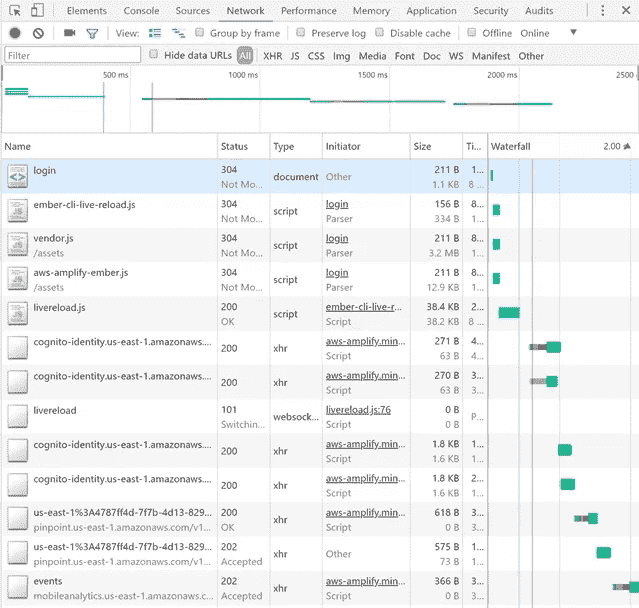 Elements Console Sources Network Performance Memory Application Security Audits
View: Group by frame Preserve log Disable cache Offline Online
Filter Hide data URLs All XHR JS CSS Img Media Font Doc WS Manifest Other
500 ms 1000 ms 1500 ms 2000 ms 2500
Name Status Type Initiator Size Ti... Waterfall 2.00
login 304 document Other 211 B 1...
Not Mo... 1.1 KB 8 ...
ember-cli-live-reload.js 304 script login 156 B 8...
Not Mo... Parser 334 B 1...
vendor.js 304 script login 211 B 8...
/assets Not Mo... Parser 3.2 MB 4...
aws-amplify-ember.js 304 script login 211 B 8...
/assets Not Mo... Parser 12.9 KB 4...
livereload.js 200 script ember-cli-live-r... 38.4 KB 2...
OK Script 38.2 KB 8 ...
cognito-identity.us-east-1.amazonaws.... 200 xhr aws-amplify.min... 271 B 4...
Script 63 B 4...
cognito-identity.us-east-1.amazonaws.... 200 xhr aws-amplify.min... 270 B 3...
Script 63 B 3...
livereload 101 websock... livereload.js:76 0 B P...
Switchin... Script 0 B
cognito-identity.us-east-1.amazonaws.... 200 xhr aws-amplify.min... 1.8 KB 1...
Script 1.6 KB 1...
cognito-identity.us-east-1.amazonaws.... 200 xhr aws-amplify.min... 1.8 KB 2...
Script 1.6 KB 1...
us-east-1%3A4787ff4d-7f7b-4d13-829... 200 xhr aws-amplify.min... 618 B 3...
pinpoint.us-east-1.amazonaws.com/v1... OK Script 0 B 3...
us-east-1%3A4787ff4d-7f7b-4d13-829... 202 xhr Other 575 B 1...
pinpoint.us-east-1.amazonaws.com/v1... Accepted 73 B 1...
events 202 xhr aws-amplify.min... 366 B 3...
mobileanalytics.us-east-1.amazonaws.c... Accepted Script 0 B 3...